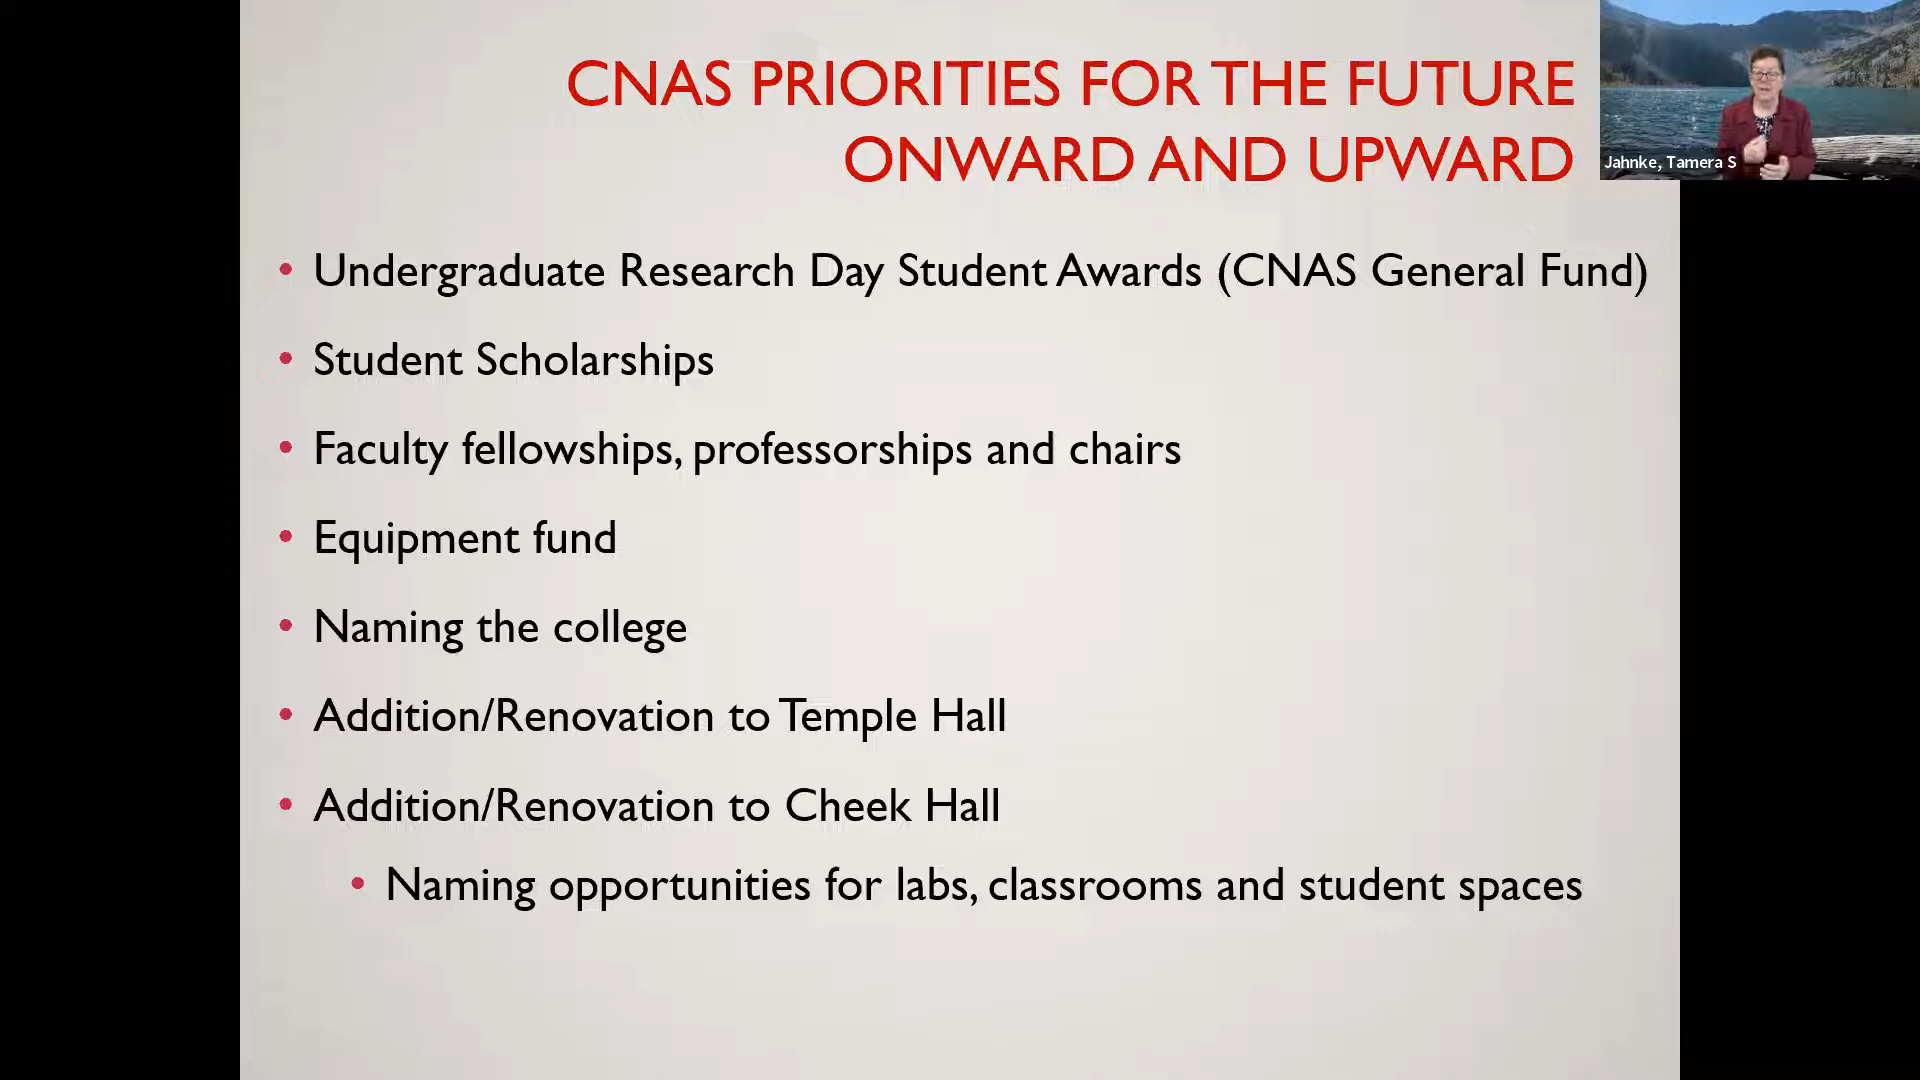 CNAS PRIORITIES FOR THE FUTURE
ONWARD AND UPWARD
Jahnke, Tamera S
• Undergraduate Research Day Student Awards (CNAS General Fund)
• Student Scholarships
• Faculty fellowships, professorships and chairs
• Equipment fund
• Naming the college
• Addition/Renovation to Temple Hall
• Addition/Renovation to Cheek Hall
• Naming opportunities for labs, classrooms and student spaces